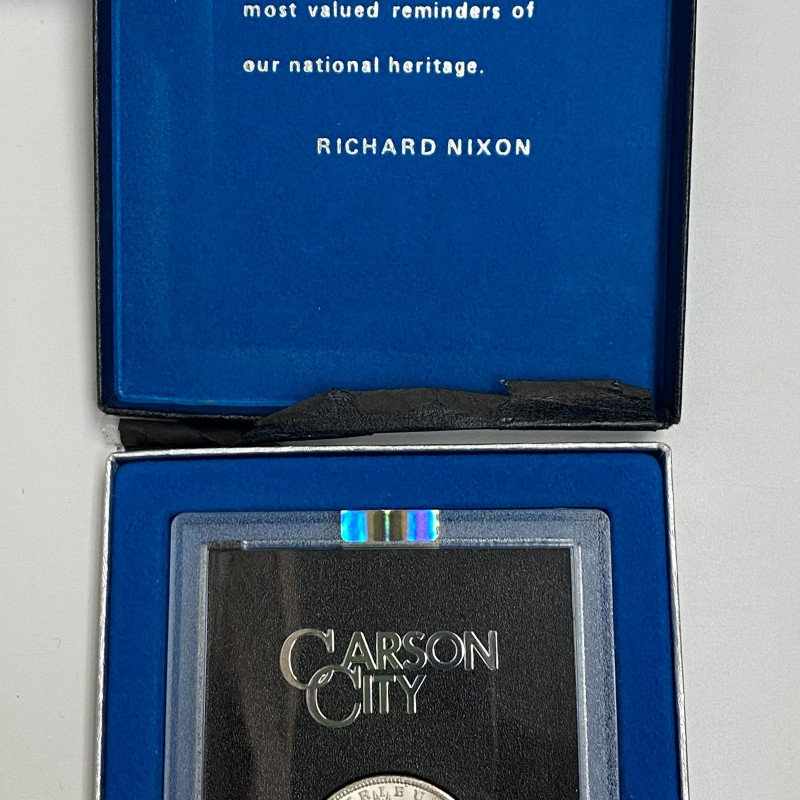 most valued reminders of
our national heritage.
RICHARD NIXON
CARSON
CITY